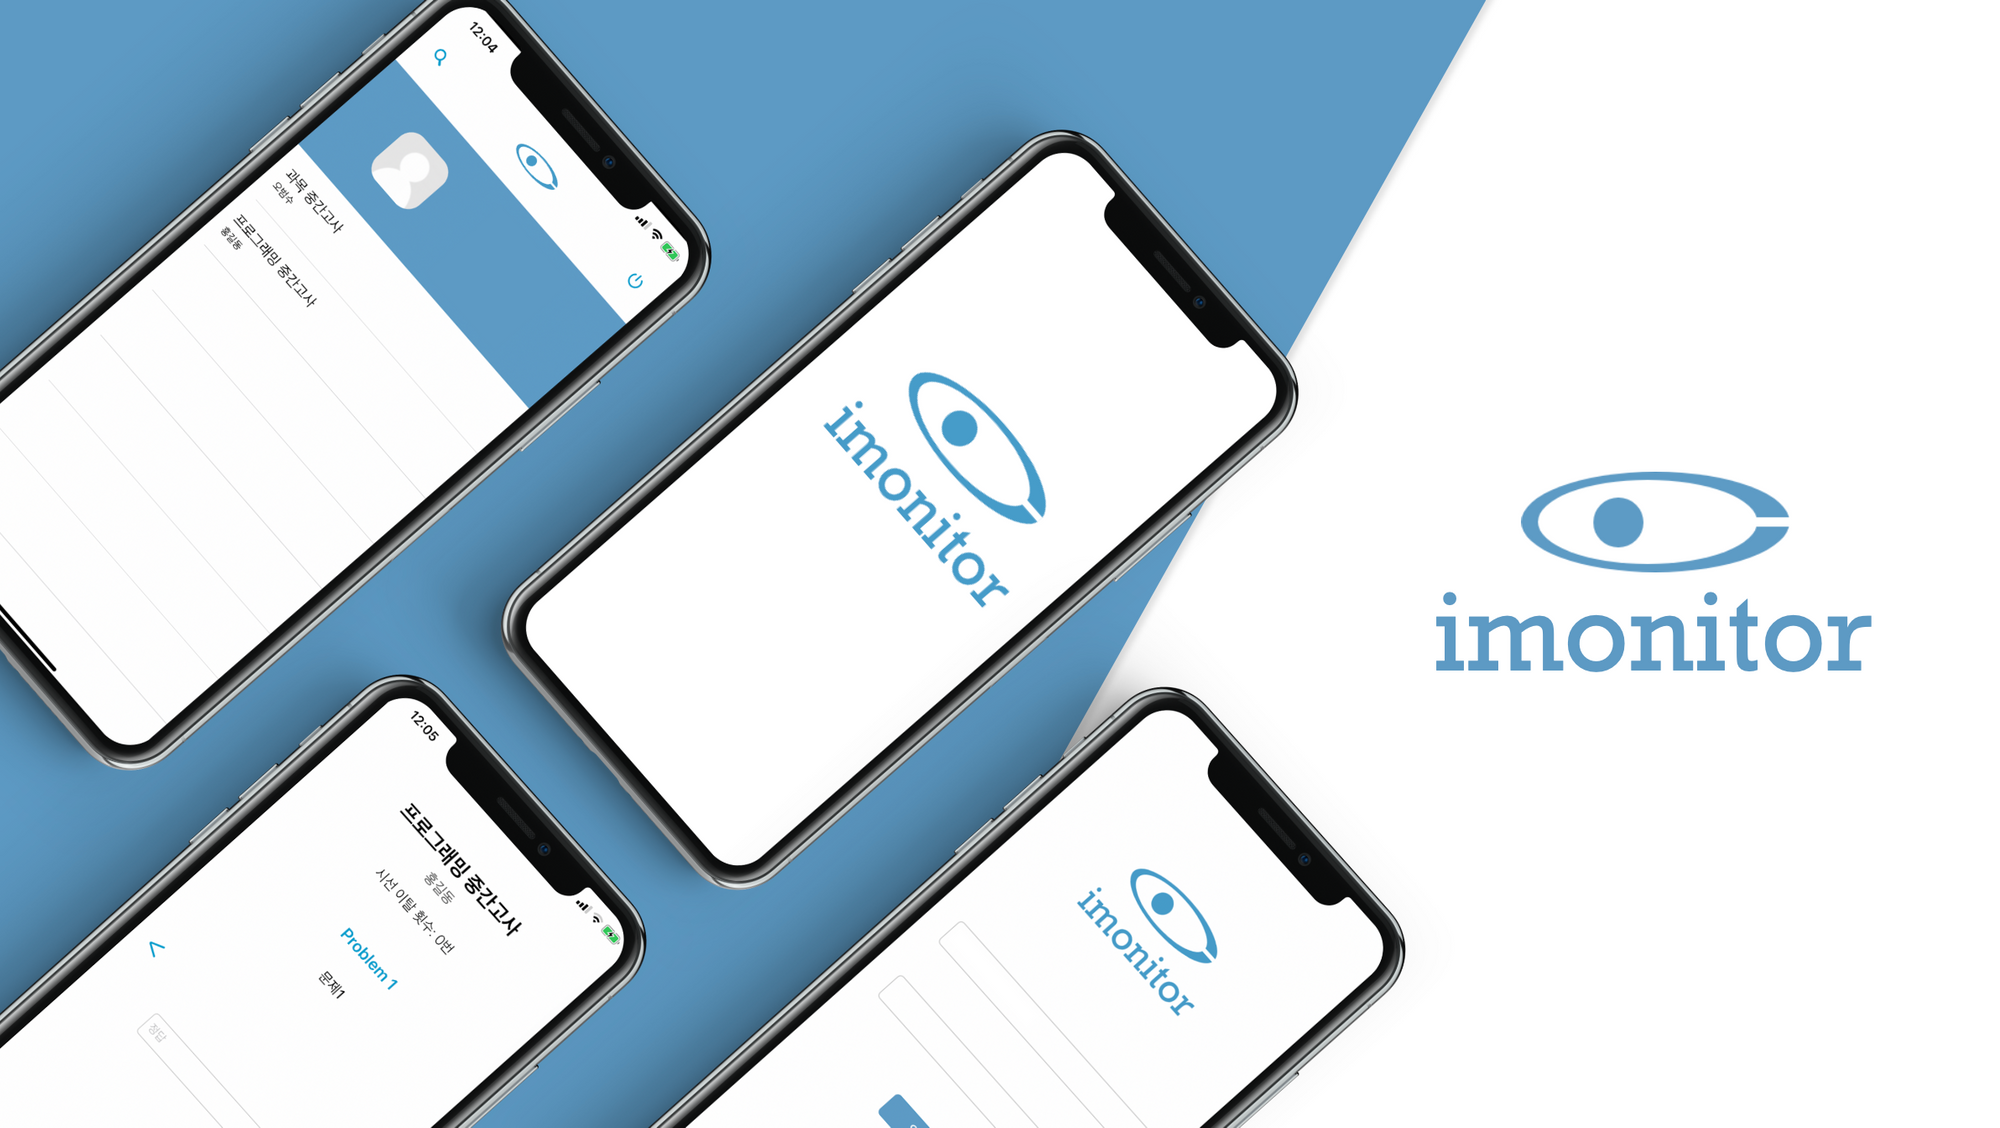 12:04
과목 중간고사
오범수
프로그래밍 중간고사
홍길동
imonitor
imonitor
12:05
프로그래밍 중간고사
홍길동
시선 이탈 횟수: 0번
Problem 1
문제1
정답
imonitor